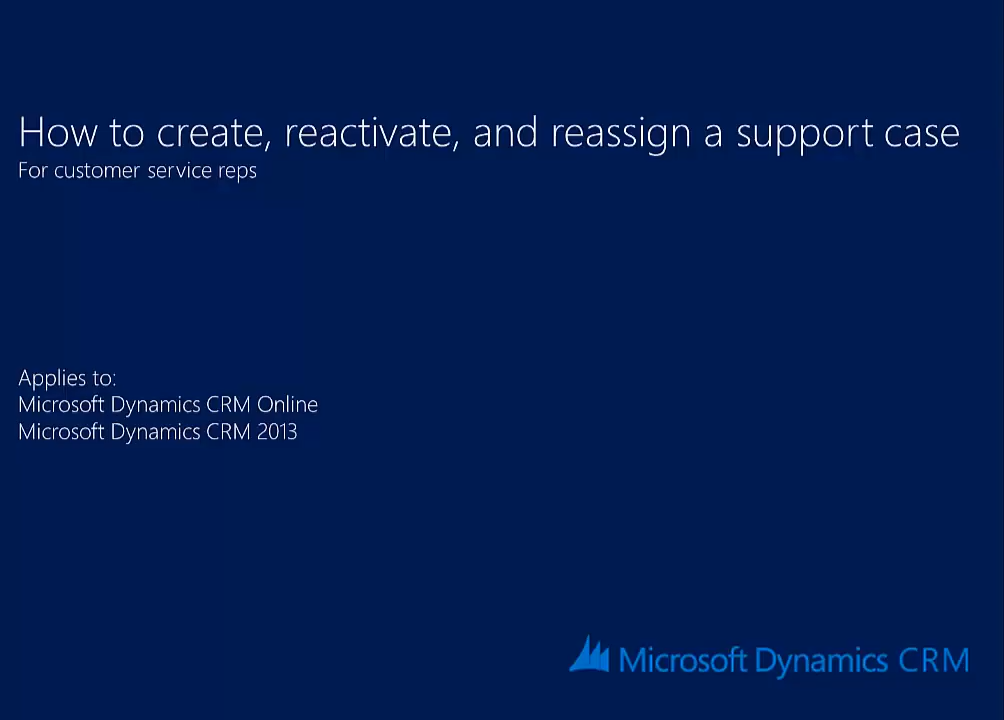 How to create, reactivate, and reassign a support case
For customer service reps
Applies to:
Microsoft Dynamics CRM Online
Microsoft Dynamics CRM 2013
Microsoft Dynamics CRM